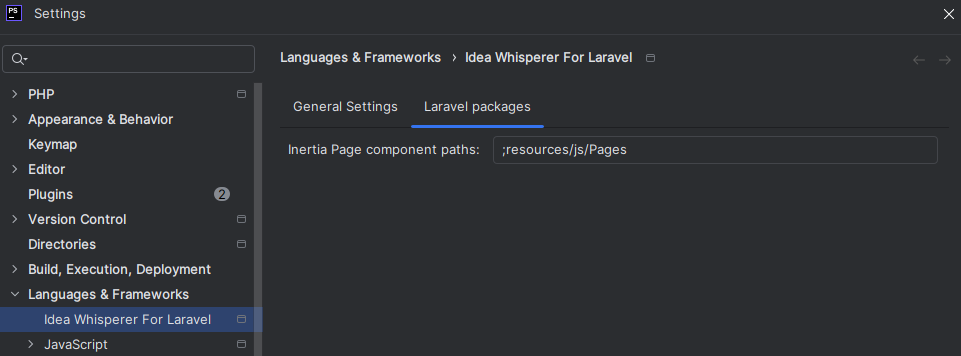 PS Settings
Languages & Frameworks › Idea Whisperer For Laravel
PHP
Appearance & Behavior
Keymap
Editor
Plugins 2
Version Control
Directories
Build, Execution, Deployment
Languages & Frameworks
Idea Whisperer For Laravel
JavaScript
General Settings Laravel packages
Inertia Page component paths: ;resources/js/Pages